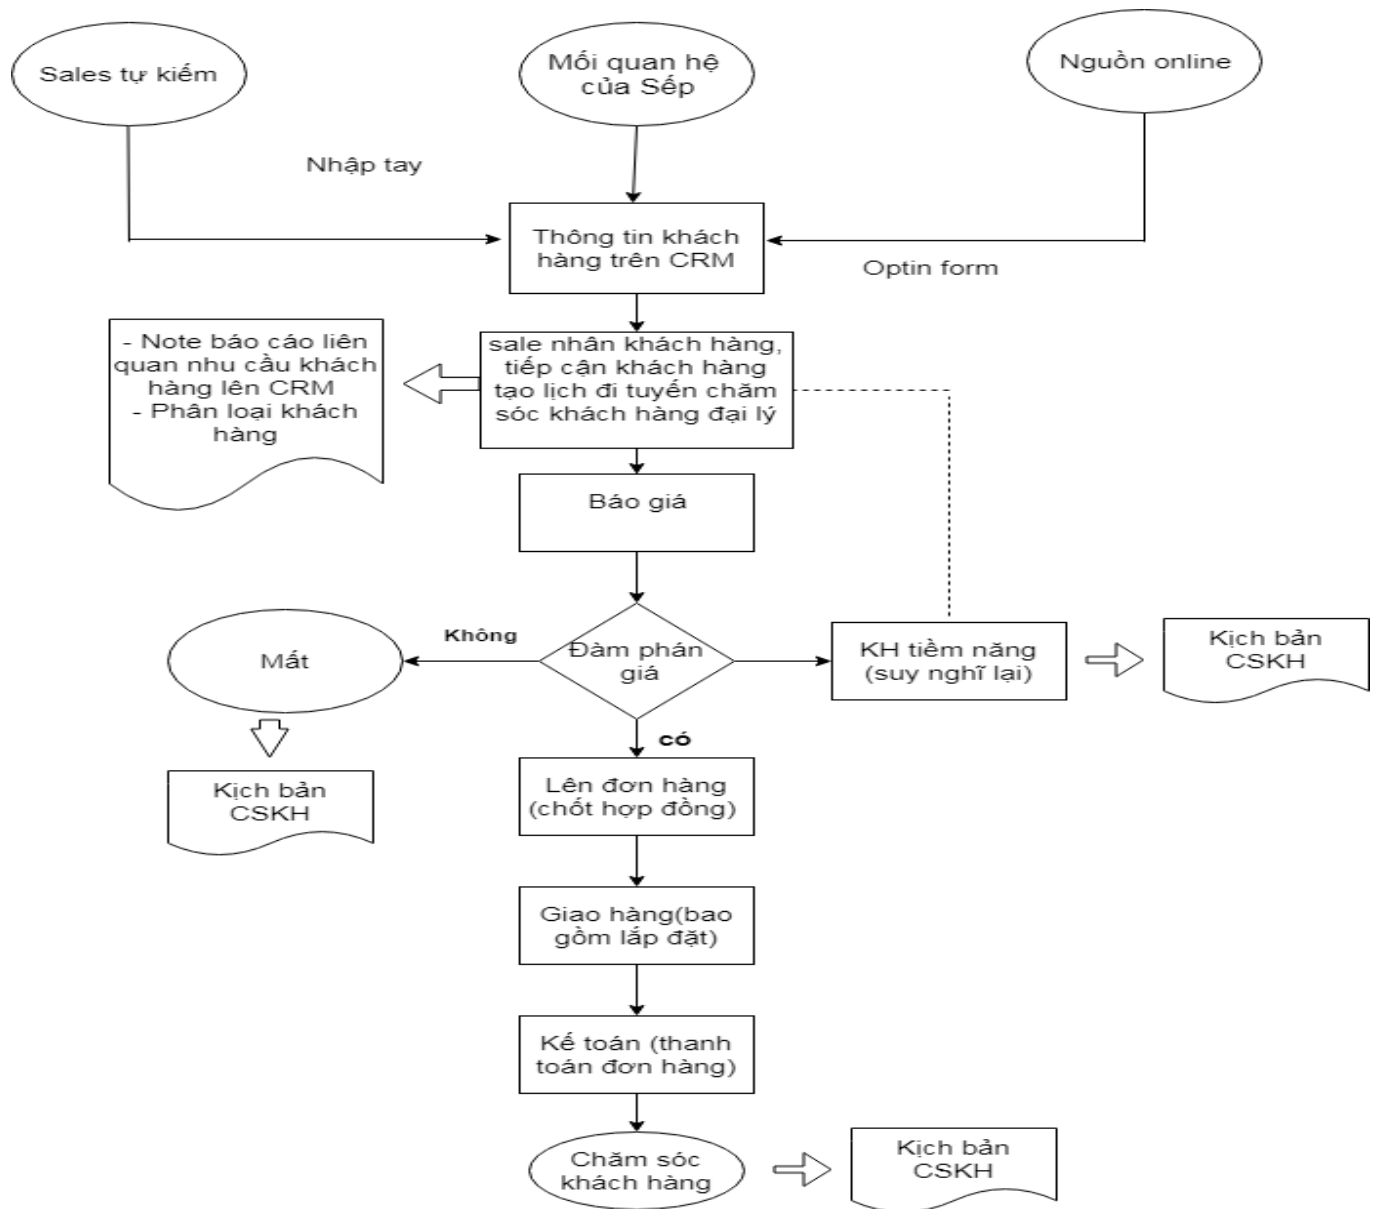 Sales tự kiếm
Mối quan hệ
của Sếp
Nguồn online
Nhập tay
Thông tin khách
hàng trên CRM
Optin form
- Note báo cáo liên
quan nhu cầu khách
hàng lên CRM
- Phân loại khách
hàng
sale nhân khách hàng,
tiếp cận khách hàng
tạo lịch đi tuyến chăm
sóc khách hàng đại lý
Báo giá
Mất
Không
Đàm phán
giá
KH tiềm năng
(suy nghĩ lại)
Kịch bản
CSKH
có
Kịch bản
CSKH
Lên đơn hàng
(chốt hợp đồng)
Giao hàng(bao
gồm lắp đặt)
Kế toán (thanh
toán đơn hàng)
Chăm sóc
khách hàng
Kịch bản
CSKH